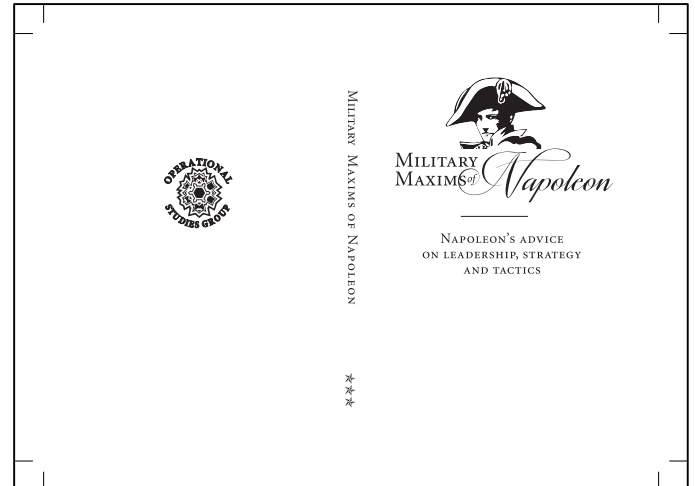 OPERATIONAL
STUDIES GROUP
Military Maxims of Napoleon
Military
Maxims of Napoleon
Napoleon's advice
on leadership, strategy
and tactics